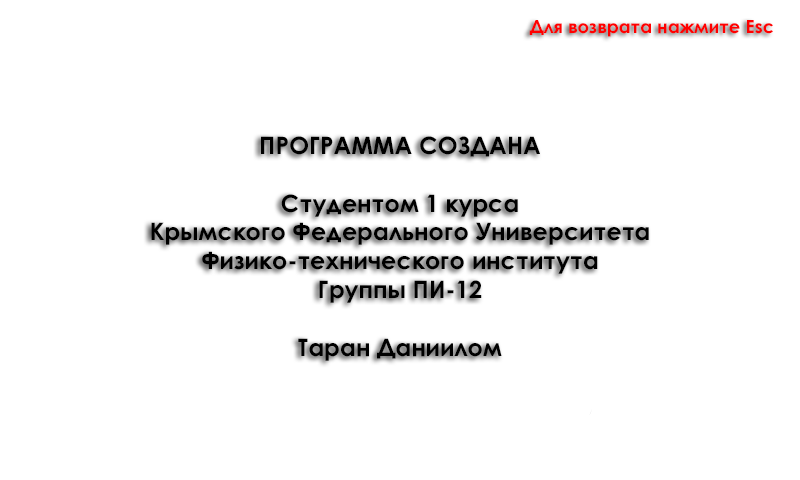 Для возврата нажмите Esc
ПРОГРАММА СОЗДАНА
Студентом 1 курса
Крымского Федерального Университета
Физико-технического института
Группы ПИ-12
Таран Даниилом